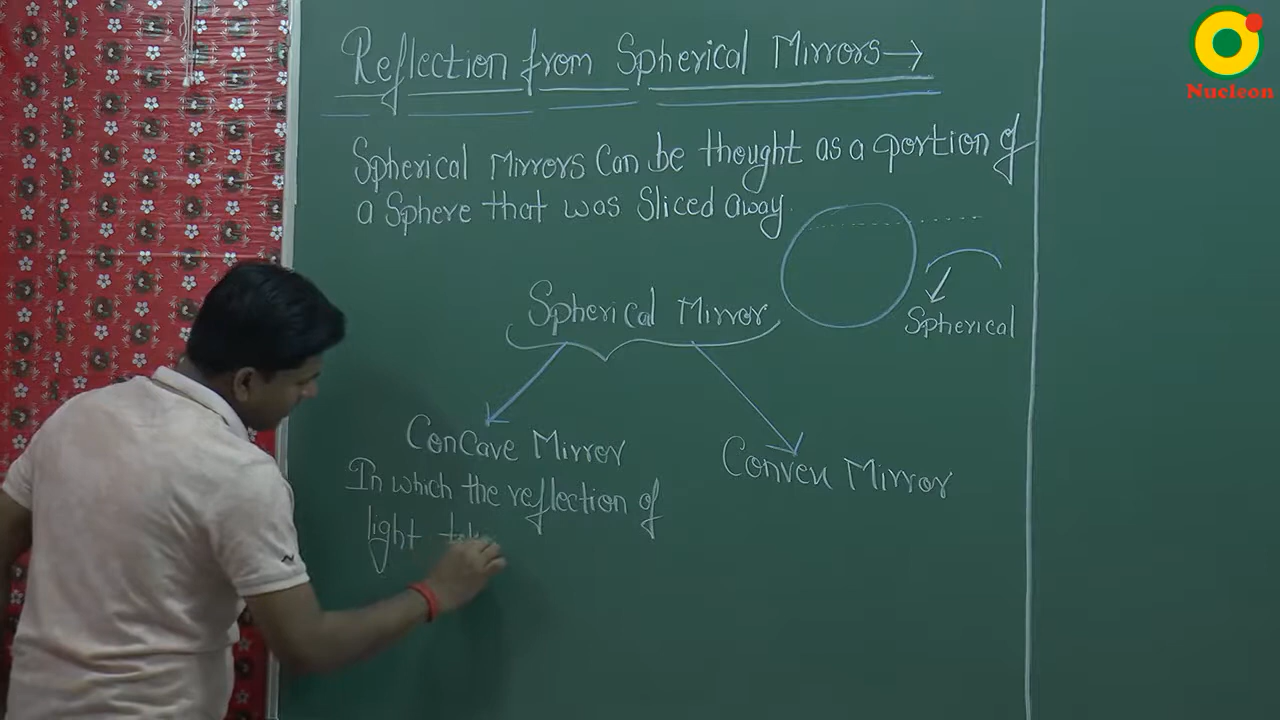 Reflection from Spherical Mirrors→
Nucleon
Spherical Mirrors Can be thought as a portion of
a Sphere that was Sliced away.
Spherical
Spherical Mirror
Concave Mirror
Convex Mirror
In which the reflection of
light